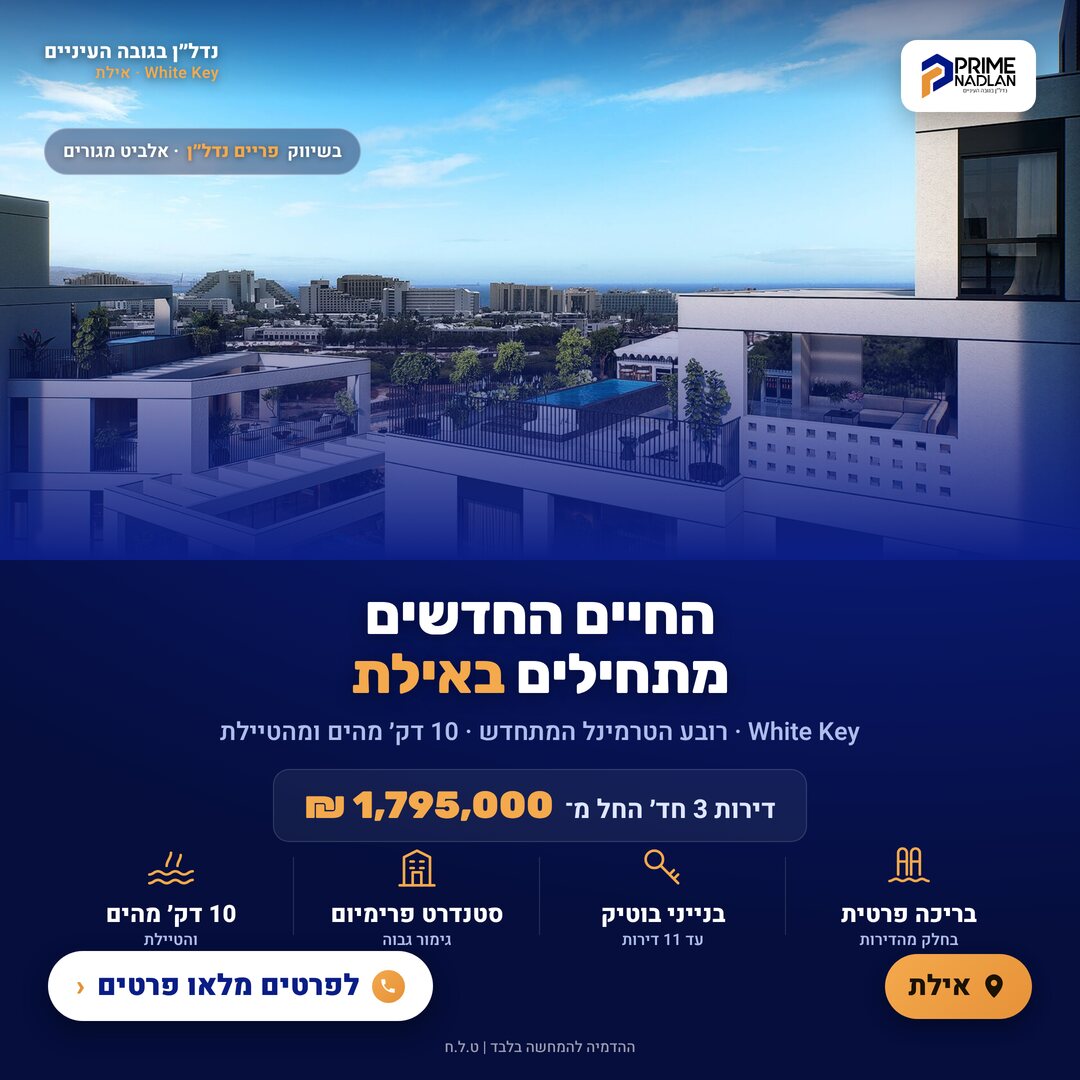 נדל״ן בגובה העיניים
White Key · אילת
PRIME
NADLAN
נדל״ן בגובה העיניים
בשיווק פריים נדל״ן · אלביט מגורים
החיים החדשים
מתחילים באילת
White Key · רובע הטרמינל המתחדש · 10 דק׳ מהים ומהטיילת
דירות 3 חד׳ החל מ־ 1,795,000 ₪
בריכה פרטית
בחלק מהדירות
בנייני בוטיק
עד 11 דירות
סטנדרט פרימיום
גימור גבוה
10 דק׳ מהים
והטיילת
אילת
לפרטים מלאו פרטים ‹
ההדמיה להמחשה בלבד | ט.ל.ח